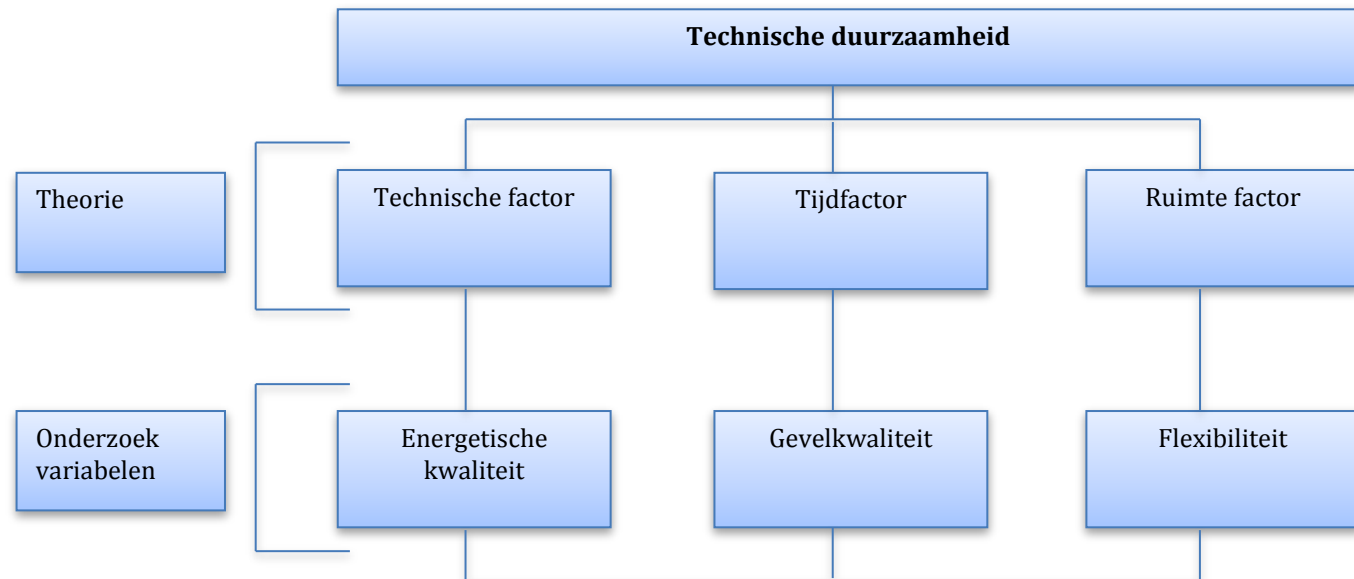 Technische duurzaamheid
Theorie
Technische factor
Tijdfactor
Ruimte factor
Onderzoek
variabelen
Energetische
kwaliteit
Gevelkwaliteit
Flexibiliteit